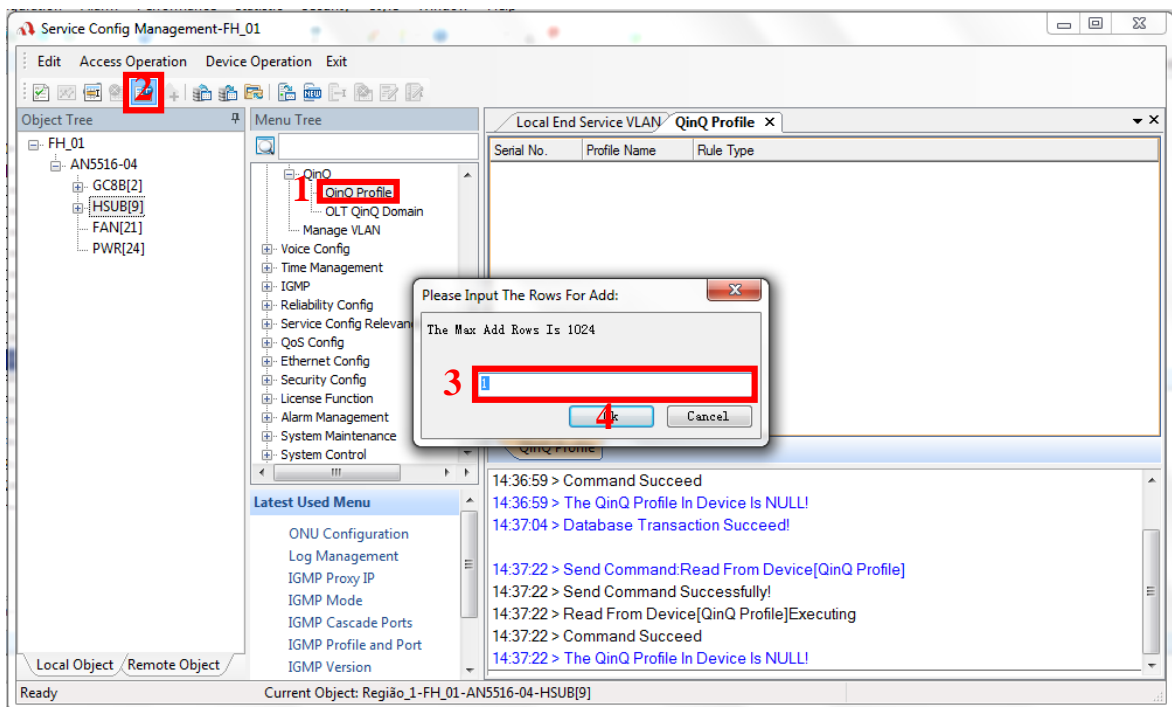 Service Config Management-FH_01
Edit Access Operation Device Operation Exit
2
Object Tree
FH_01
AN5516-04
GC8B[2]
HSUB[9]
FAN[21]
PWR[24]
Local Object Remote Object
Menu Tree
QinQ
1 QinQ Profile
OLT QinQ Domain
Manage VLAN
Voice Config
Time Management
IGMP
Reliability Config
Service Config Relevan
QoS Config
Ethernet Config
Security Config
License Function
Alarm Management
System Maintenance
System Control
Latest Used Menu
ONU Configuration
Log Management
IGMP Proxy IP
IGMP Mode
IGMP Cascade Ports
IGMP Profile and Port
IGMP Version
Local End Service VLAN QinQ Profile X
Serial No. Profile Name Rule Type
Please Input The Rows For Add:
The Max Add Rows Is 1024
3 1
4 Cancel
QinQ Profile
14:36:59 > Command Succeed
14:36:59 > The QinQ Profile In Device Is NULL!
14:37:04 > Database Transaction Succeed!
14:37:22 > Send Command:Read From Device[QinQ Profile]
14:37:22 > Send Command Successfully!
14:37:22 > Read From Device[QinQ Profile]Executing
14:37:22 > Command Succeed
14:37:22 > The QinQ Profile In Device Is NULL!
Ready Current Object: Região_1-FH_01-AN5516-04-HSUB[9]